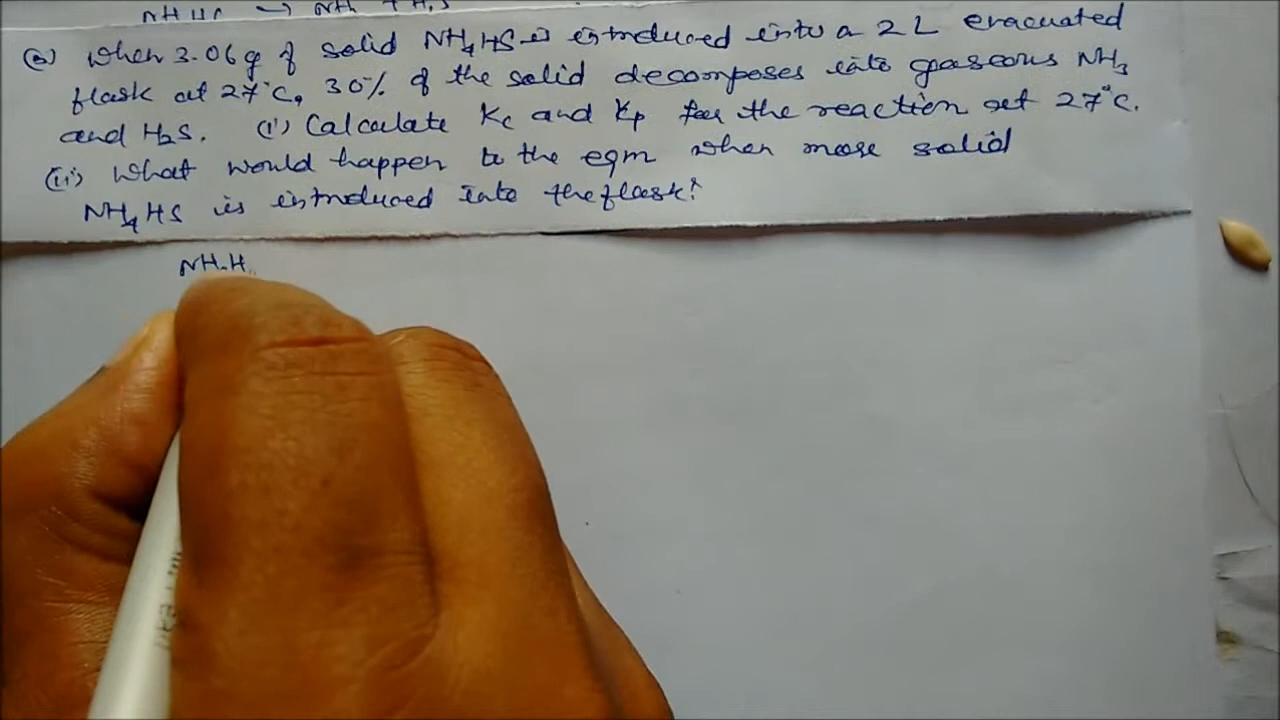 (Q) when 3.06g of solid NH4HS is introduced into a 2 L evacuated
flask at 27°C, 30% of the solid decomposes into gaseous NH3
and H2S. (i) Calculate Kc and Kp for the reaction at 27°C.
(ii) What would happen to the eqm when more solid
NH4HS is introduced into the flask?
NH4H